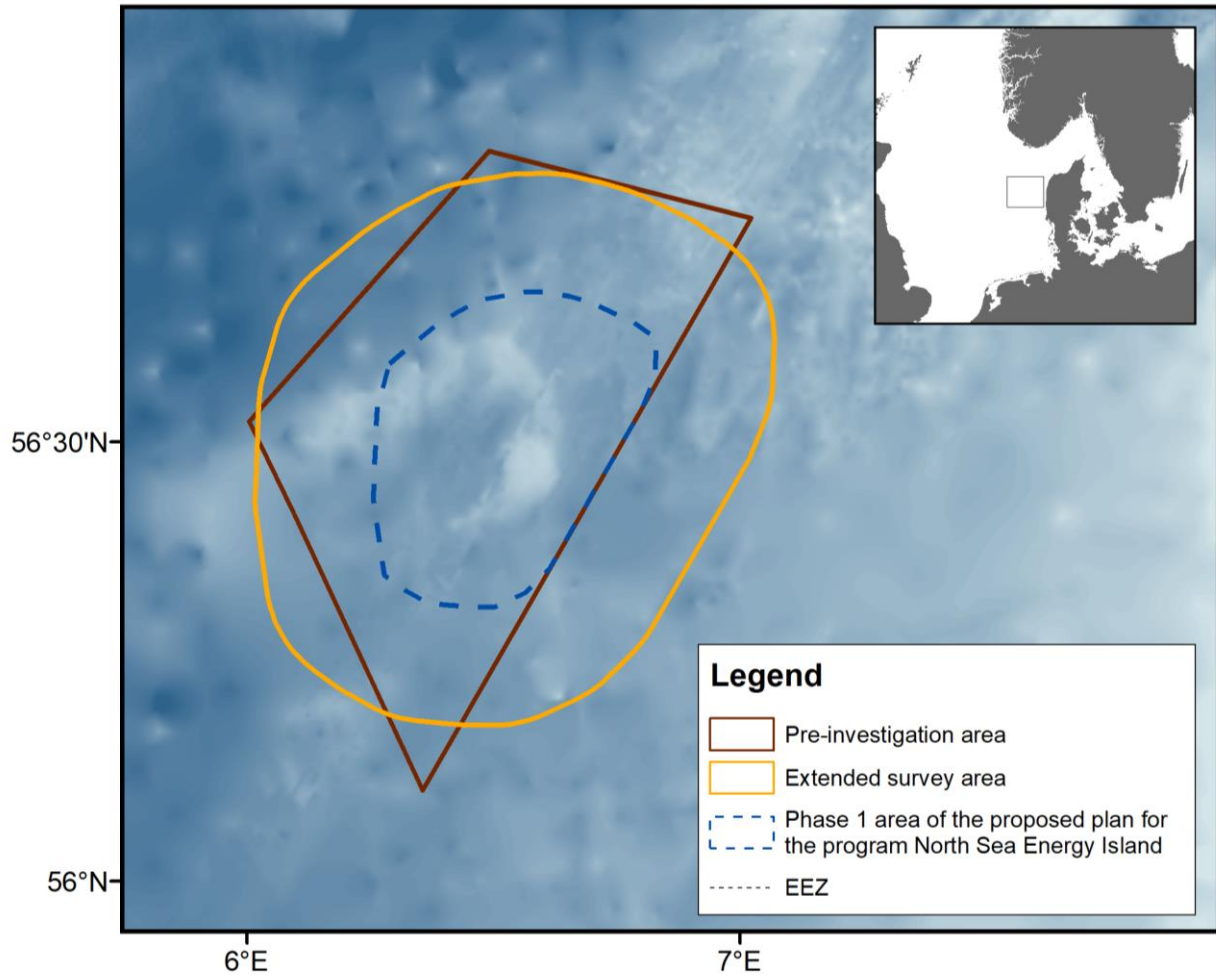 56°30'N
56°N
6°E
7°E
Legend
Pre-investigation area
Extended survey area
Phase 1 area of the proposed plan for
the program North Sea Energy Island
EEZ